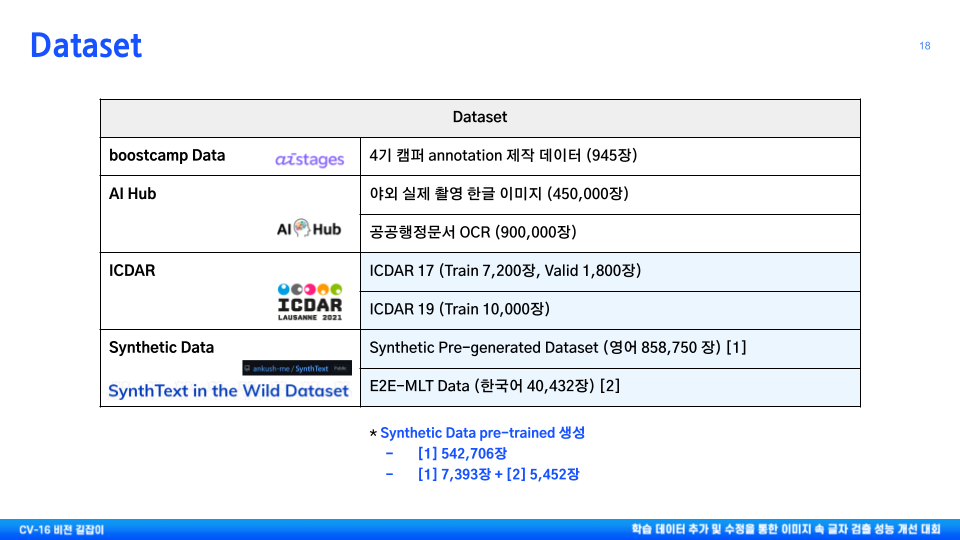 Dataset
18
Dataset
boostcamp Data
aistages
4기 캠퍼 annotation 제작 데이터 (945장)
AI Hub
AI Hub
야외 실제 촬영 한글 이미지 (450,000장)
공공행정문서 OCR (900,000장)
ICDAR
ICDAR
LAUSANNE 2021
ICDAR 17 (Train 7,200장, Valid 1,800장)
ICDAR 19 (Train 10,000장)
Synthetic Data
ankush-me / SynthText Public
SynthText in the Wild Dataset
Synthetic Pre-generated Dataset (영어 858,750 장) [1]
E2E-MLT Data (한국어 40,432장) [2]
* Synthetic Data pre-trained 생성
- [1] 542,706장
- [1] 7,393장 + [2] 5,452장
CV-16 비전 길잡이
학습 데이터 추가 및 수정을 통한 이미지 속 글자 검출 성능 개선 대회